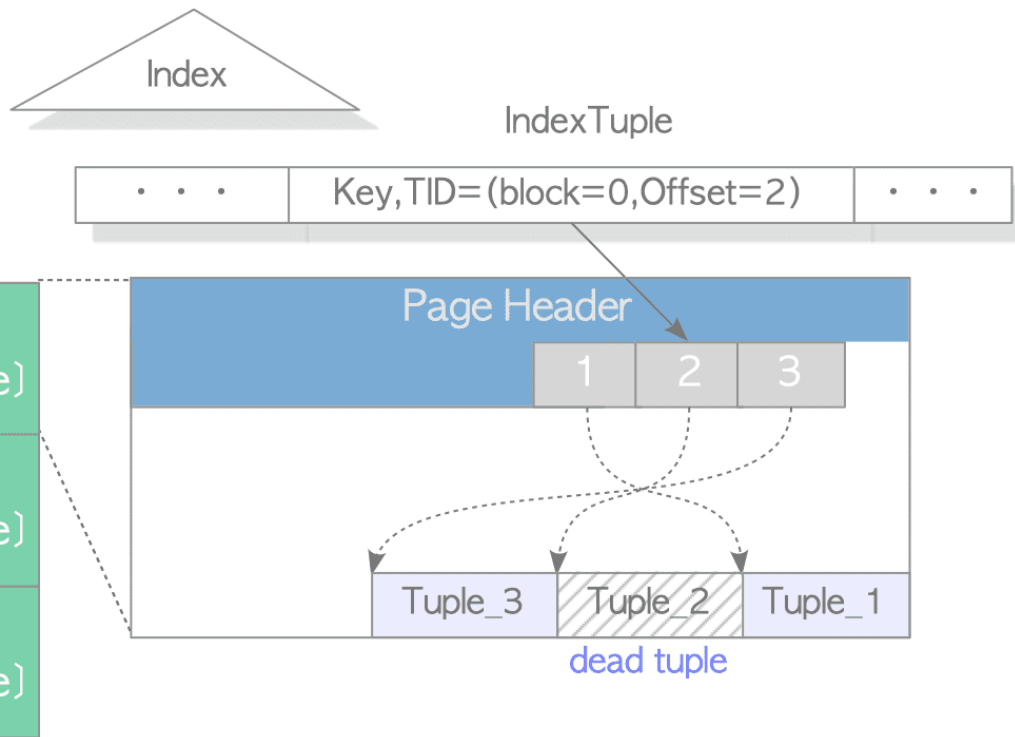 Index
IndexTuple
· · ·
Key,TID=(block=0,Offset=2)
· · ·
Page Header
1 2 3
e)
e)
e)
Tuple_3
Tuple_2
Tuple_1
dead tuple